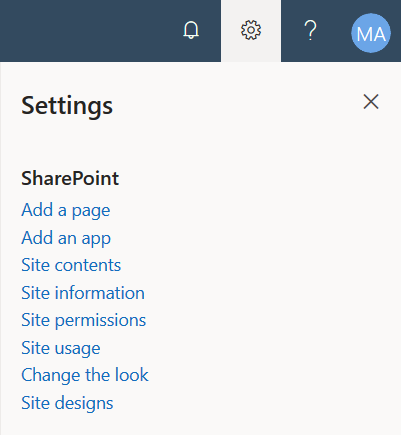 ?
MA
Settings
SharePoint
Add a page
Add an app
Site contents
Site information
Site permissions
Site usage
Change the look
Site designs